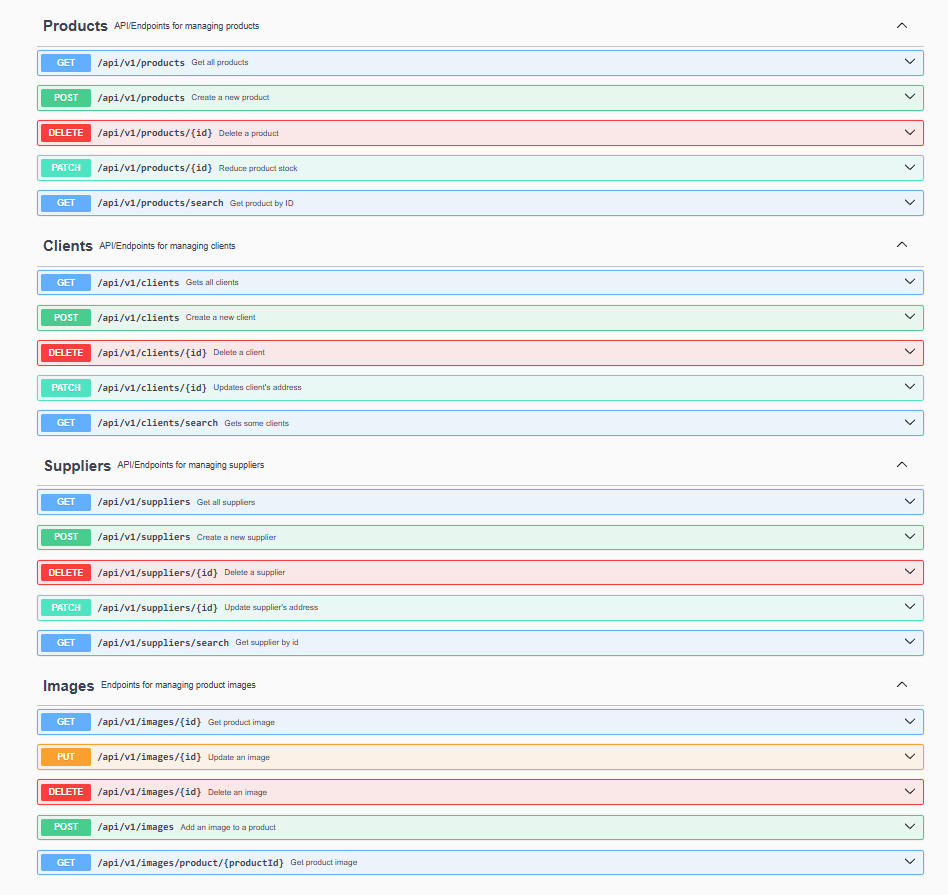 Products API/Endpoints for managing products
GET /api/v1/products Get all products
POST /api/v1/products Create a new product
DELETE /api/v1/products/{id} Delete a product
PATCH /api/v1/products/{id} Reduce product stock
GET /api/v1/products/search Get product by ID
Clients API/Endpoints for managing clients
GET /api/v1/clients Gets all clients
POST /api/v1/clients Create a new client
DELETE /api/v1/clients/{id} Delete a client
PATCH /api/v1/clients/{id} Updates client's address
GET /api/v1/clients/search Gets some clients
Suppliers API/Endpoints for managing suppliers
GET /api/v1/suppliers Get all suppliers
POST /api/v1/suppliers Create a new supplier
DELETE /api/v1/suppliers/{id} Delete a supplier
PATCH /api/v1/suppliers/{id} Update supplier's address
GET /api/v1/suppliers/search Get supplier by id
Images Endpoints for managing product images
GET /api/v1/images/{id} Get product image
PUT /api/v1/images/{id} Update an image
DELETE /api/v1/images/{id} Delete an image
POST /api/v1/images Add an image to a product
GET /api/v1/images/product/{productId} Get product image